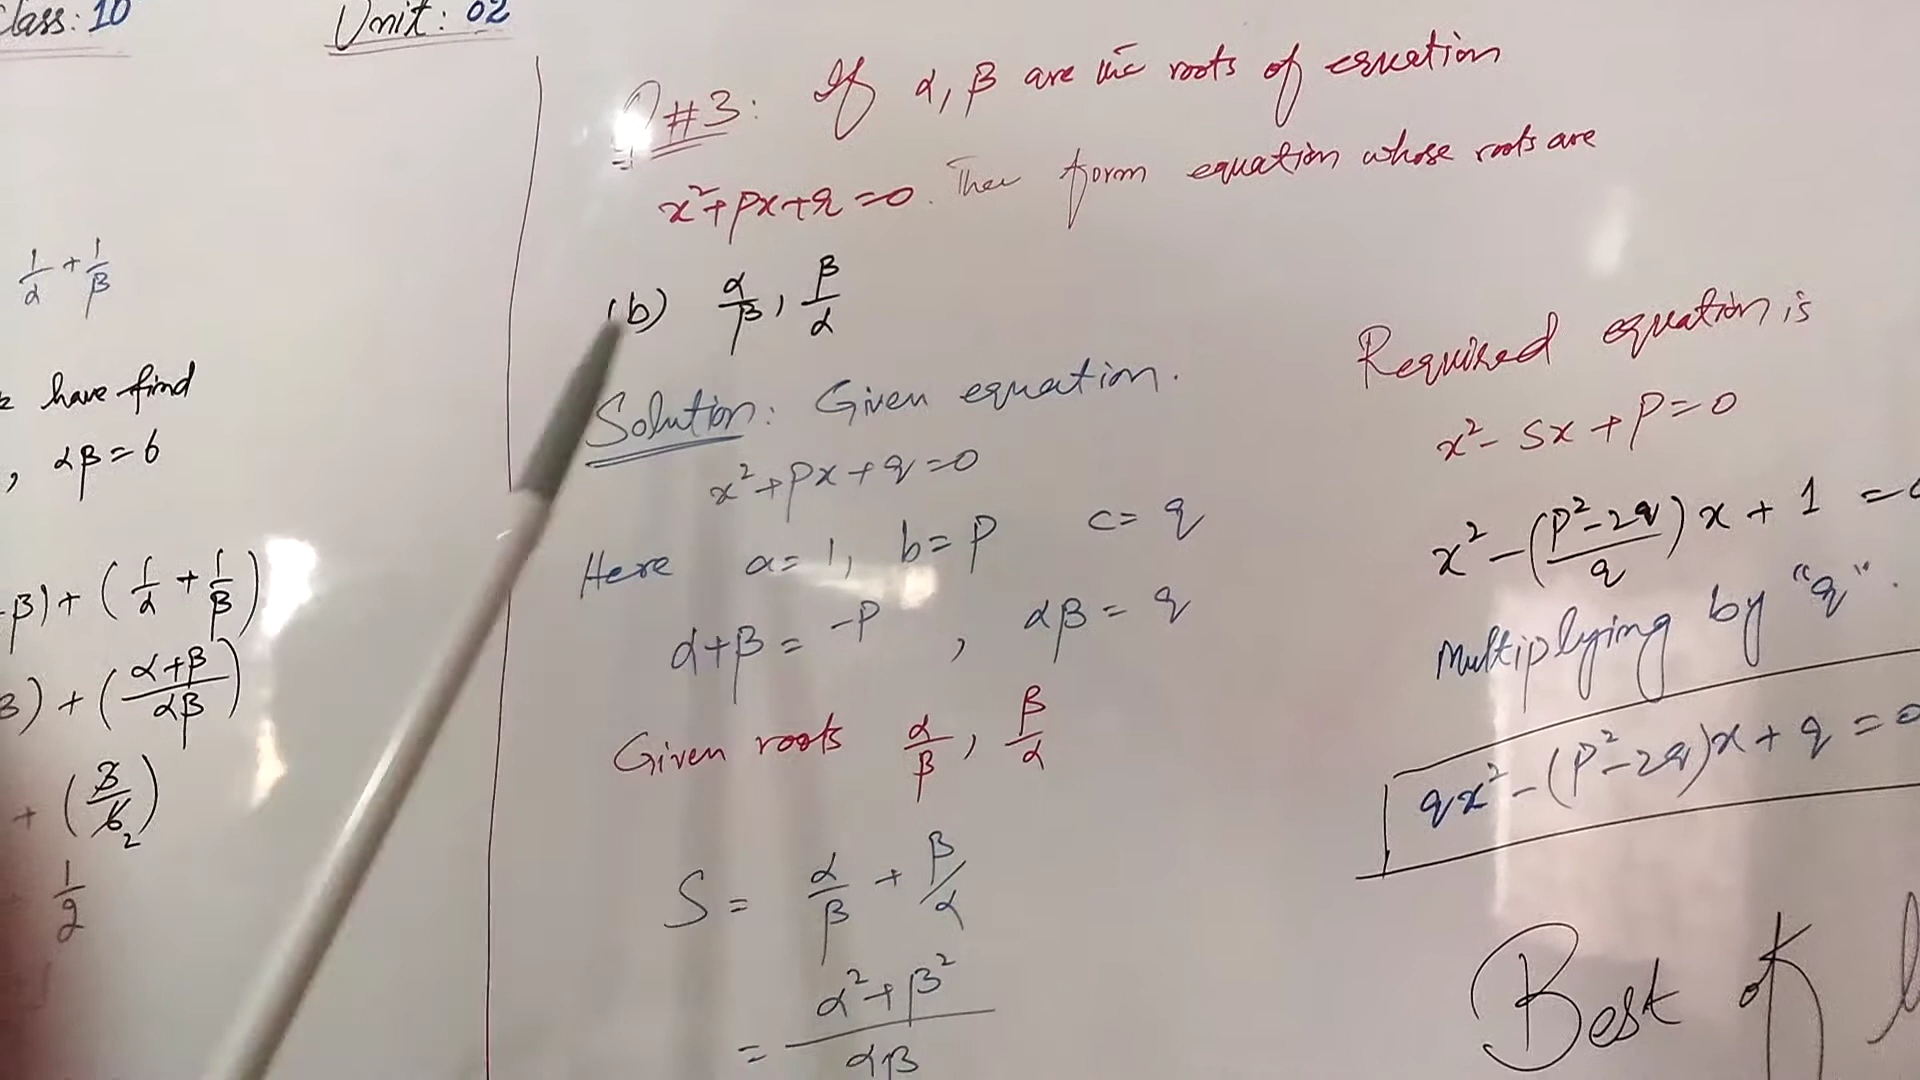 Class: 10
Unit: 02
1/α + 1/β
have find
, αβ = 6
β) + (1/α + 1/β)
β) + (α+β/αβ)
+ (3/6 2)
1/2
Q#3: If α, β are the roots of equation
x²+px+q=0. Then form equation whose roots are
(b) α/β, β/α
Solution: Given equation.
x²+px+q=0
Here a=1, b=p c=q
α+β = -p , αβ = q
Given roots α/β, β/α
S = α/β + β/α
= α²+β²/αβ
Required equation is
x²-Sx+P=0
x²-(p²-2q/q)x+1 =
Multiplying by "q".
qx²-(p²-2q)x+q=0
Best of